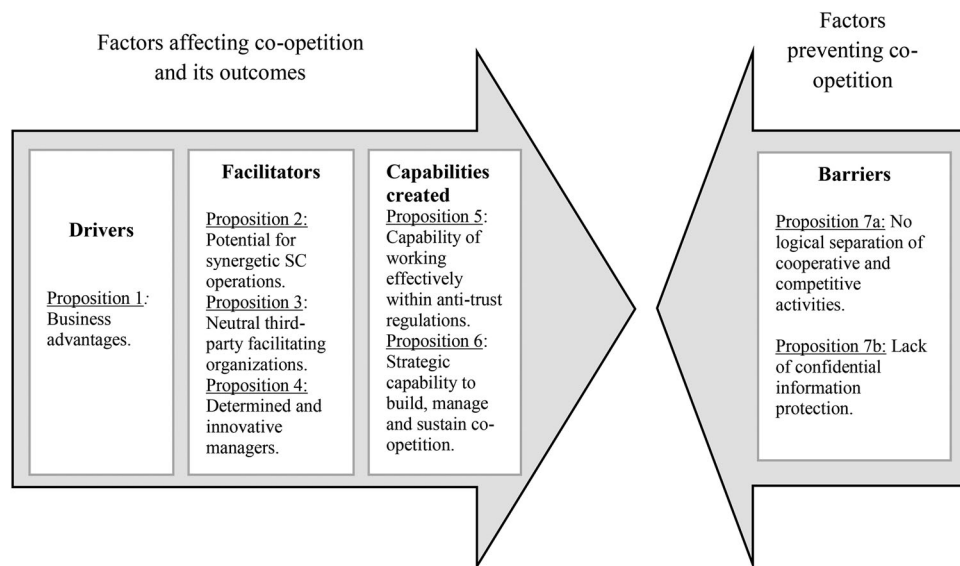 Factors affecting co-opetition
and its outcomes
Factors
preventing co-
opetition
Drivers
Proposition 1:
Business
advantages.
Facilitators
Proposition 2:
Potential for
synergetic SC
operations.
Proposition 3:
Neutral third-
party facilitating
organizations.
Proposition 4:
Determined and
innovative
managers.
Capabilities
created
Proposition 5:
Capability of
working
effectively
within anti-trust
regulations.
Proposition 6:
Strategic
capability to
build, manage
and sustain co-
opetition.
Barriers
Proposition 7a: No
logical separation of
cooperative and
competitive
activities.
Proposition 7b: Lack
of confidential
information
protection.